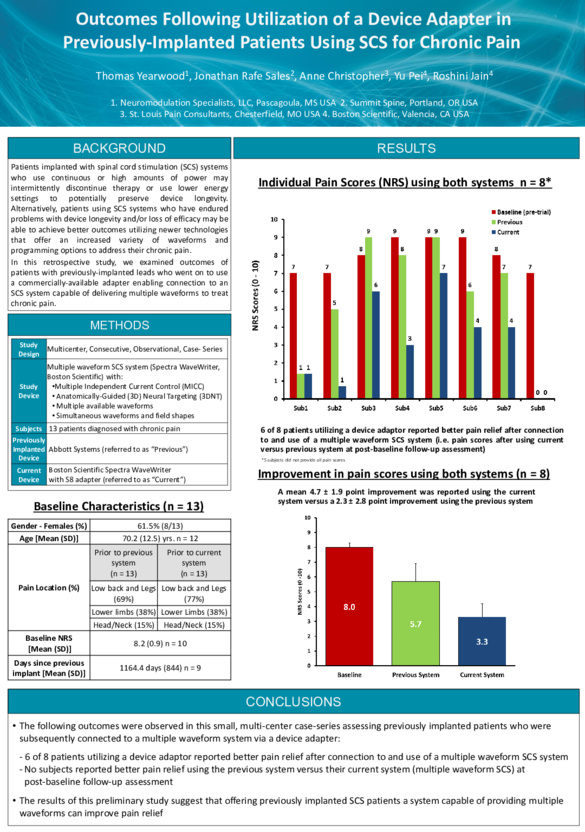 Outcomes Following Utilization of a Device Adapter in
Previously-Implanted Patients Using SCS for Chronic Pain
Thomas Yearwood1, Jonathan Rafe Sales2, Anne Christopher3, Yu Pei4, Roshini Jain4
1. Neuromodulation Specialists, LLC, Pascagoula, MS USA 2. Summit Spine, Portland, OR USA
3. St. Louis Pain Consultants, Chesterfield, MO USA 4. Boston Scientific, Valencia, CA USA
BACKGROUND
Patients implanted with spinal cord stimulation (SCS) systems
who use continuous or high amounts of power may
intermittently discontinue therapy or use lower energy
settings to potentially preserve device longevity.
Alternatively, patients using SCS systems who have endured
problems with device longevity and/or loss of efficacy may be
able to achieve better outcomes utilizing newer technologies
that offer an increased variety of waveforms and
programming options to address their chronic pain.
In this retrospective study, we examined outcomes of
patients with previously-implanted leads who went on to use
a commercially-available adapter enabling connection to an
SCS system capable of delivering multiple waveforms to treat
chronic pain.
METHODS
Study
Design
Multicenter, Consecutive, Observational, Case- Series
Study
Device
Multiple waveform SCS system (Spectra WaveWriter,
Boston Scientific) with:
•Multiple Independent Current Control (MICC)
• Anatomically-Guided (3D) Neural Targeting (3DNT)
• Multiple available waveforms
• Simultaneous waveforms and field shapes
Subjects
13 patients diagnosed with chronic pain
Previously
Implanted
Device
Abbott Systems (referred to as “Previous”)
Current
Device
Boston Scientific Spectra WaveWriter
with S8 adapter (referred to as “Current”)
Baseline Characteristics (n = 13)
Gender - Females (%)
61.5% (8/13)
Age [Mean (SD)]
70.2 (12.5) yrs. n = 12
Pain Location (%)
Prior to previous
system
(n = 13)
Prior to current
system
(n = 13)
Low back and Legs
(69%)
Low back and Legs
(77%)
Lower limbs (38%)
Lower Limbs (38%)
Head/Neck (15%)
Head/Neck (15%)
Baseline NRS
[Mean (SD)]
8.2 (0.9) n = 10
Days since previous
implant [Mean (SD)]
1164.4 days (844) n = 9
RESULTS
Individual Pain Scores (NRS) using both systems n = 8*
Baseline (pre-trial)
Previous
Current
NRS Scores (0 - 10)
10
9
8
7
6
5
4
3
2
1
0
7 1 1
7 5 1
8 9 6
8 9 3
9 9 7
9 6 4
8 7 4
7 0 0
Sub1 Sub2 Sub3 Sub4 Sub5 Sub6 Sub7 Sub8
6 of 8 patients utilizing a device adaptor reported better pain relief after connection
to and use of a multiple waveform SCS system (i.e. pain scores after using current
versus previous system at post-baseline follow-up assessment)
*5 subjects did not provide all pain scores
Improvement in pain scores using both systems (n = 8)
A mean 4.7 ± 1.9 point improvement was reported using the current
system versus a 2.3 ± 2.8 point improvement using the previous system
NRS Scores (0 -10)
10
9
8
7
6
5
4
3
2
1
0
8.0
5.7
3.3
Baseline Previous System Current System
CONCLUSIONS
• The following outcomes were observed in this small, multi-center case-series assessing previously implanted patients who were
subsequently connected to a multiple waveform system via a device adapter:
- 6 of 8 patients utilizing a device adaptor reported better pain relief after connection to and use of a multiple waveform SCS system
- No subjects reported better pain relief using the previous system versus their current system (multiple waveform SCS) at
post-baseline follow-up assessment
• The results of this preliminary study suggest that offering previously implanted SCS patients a system capable of providing multiple
waveforms can improve pain relief